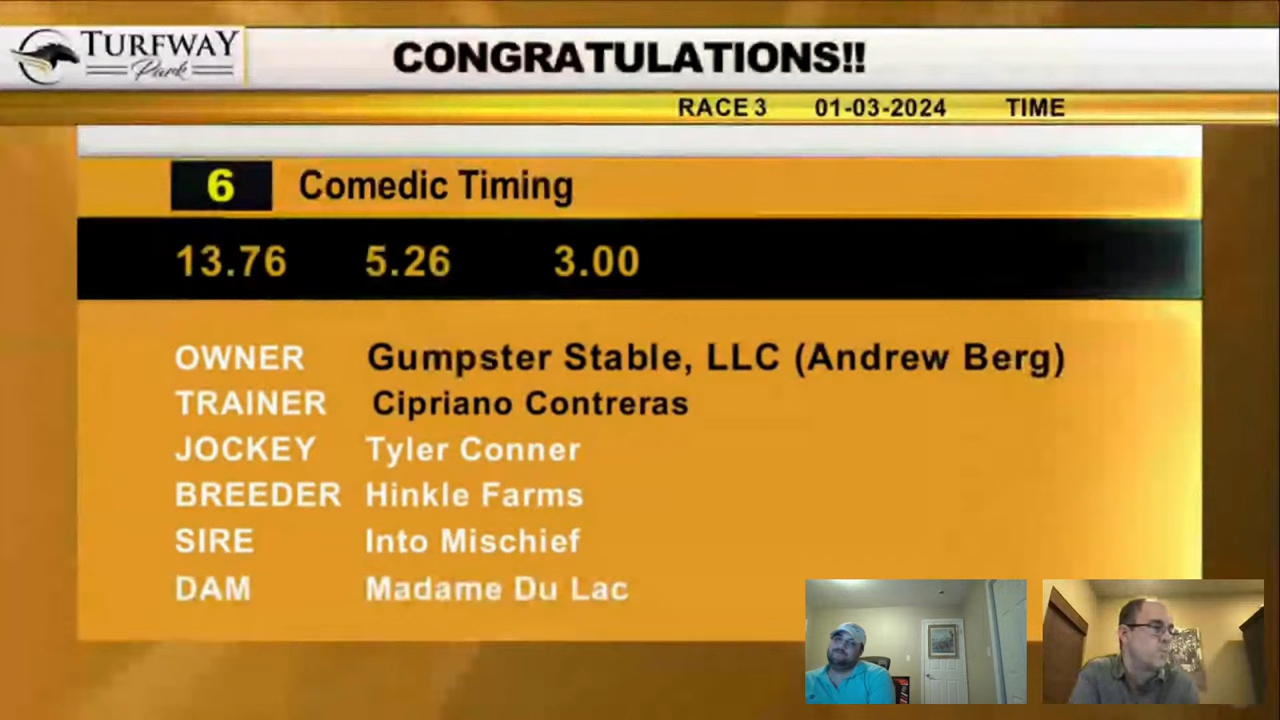 TURFWAY
Park
CONGRATULATIONS!!
RACE 3 01-03-2024 TIME
6 Comedic Timing
13.76 5.26 3.00
OWNER Gumpster Stable, LLC (Andrew Berg)
TRAINER Cipriano Contreras
JOCKEY Tyler Conner
BREEDER Hinkle Farms
SIRE Into Mischief
DAM Madame Du Lac